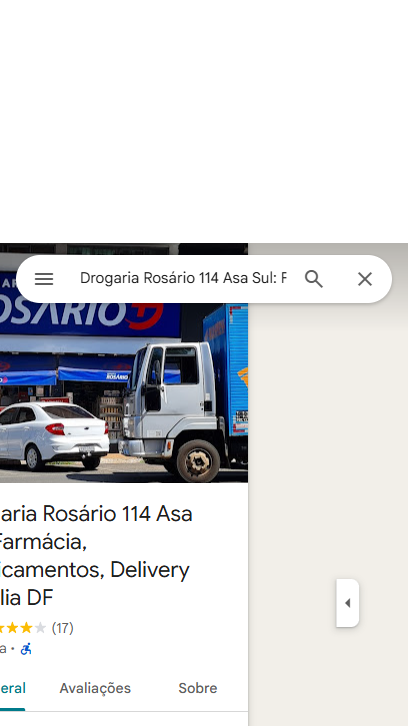 Drogaria Rosário 114 Asa Sul: F
OSÁRIO
ROSÁRIO
aria Rosário 114 Asa
Farmácia,
icamentos, Delivery
lia DF
(17)
a ·
eral Avaliações Sobre